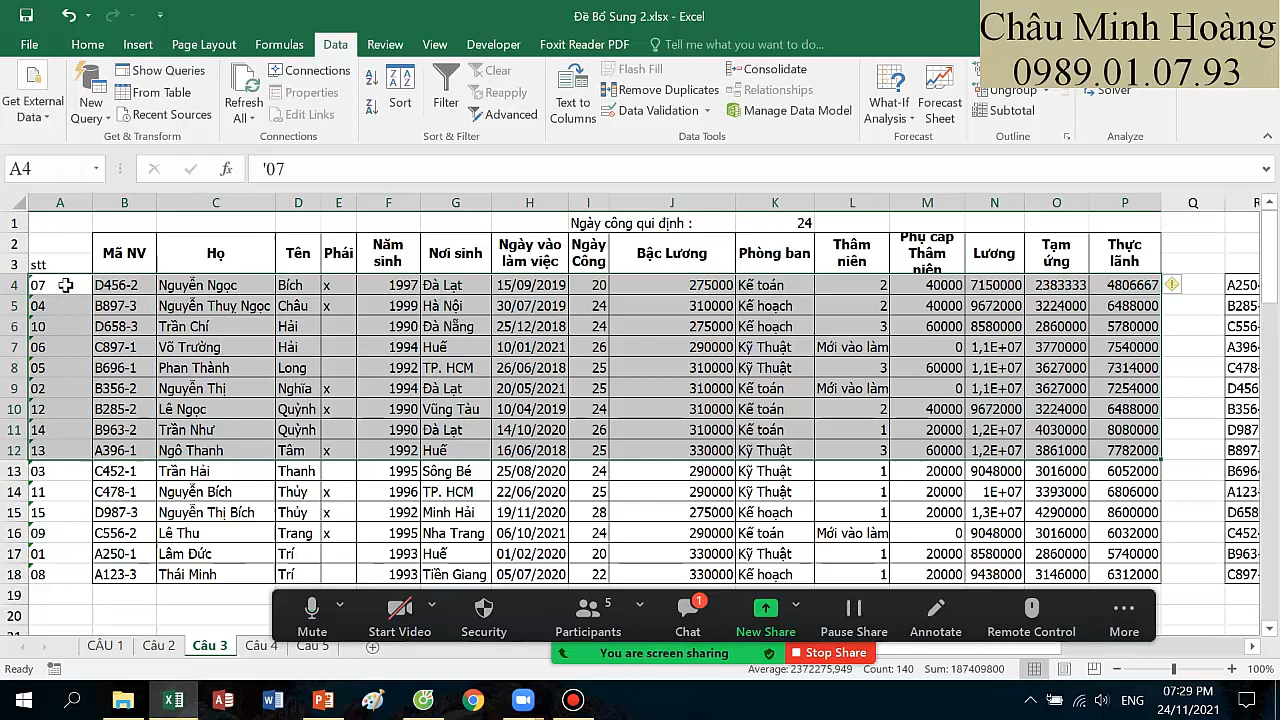 Đề Bổ Sung 2.xlsx - Excel
Châu Minh Hoàng
0989.01.07.93
File Home Insert Page Layout Formulas Data Review View Developer Foxit Reader PDF Tell me what you want to do...
Get External Data
New Query
Show Queries
From Table
Recent Sources
Get & Transform
Refresh All
Connections
Properties
Edit Links
Connections
Sort
Filter
Clear
Reapply
Advanced
Sort & Filter
Text to Columns
Flash Fill
Remove Duplicates
Data Validation
Consolidate
Relationships
Manage Data Model
Data Tools
What-If Analysis
Forecast Sheet
Forecast
Ungroup
Subtotal
Outline
Solver
Analyze
A4 fx '07
A B C D E F G H I J K L M N O P Q R
1 Ngày công qui định : 24
2 3 stt Mã NV Họ Tên Phái Năm sinh Nơi sinh Ngày vào làm việc Ngày Công Bậc Lương Phòng ban Thâm niên Phụ cấp Thâm niên Lương Tạm ứng Thực lãnh
4 07 D456-2 Nguyễn Ngọc Bích x 1997 Đà Lạt 15/09/2019 20 275000 Kế toán 2 40000 7150000 2383333 4806667 A250-
5 04 B897-3 Nguyễn Thuỵ Ngọc Châu x 1999 Hà Nội 30/07/2019 24 310000 Kế hoạch 2 40000 9672000 3224000 6488000 B285-
6 10 D658-3 Trần Chí Hải 1990 Đà Nẵng 25/12/2018 24 275000 Kế hoạch 3 60000 8580000 2860000 5780000 C556-
7 06 C897-1 Võ Trường Hải 1994 Huế 10/01/2021 26 290000 Kỹ Thuật Mới vào làm 0 1,1E+07 3770000 7540000 A396-
8 05 B696-1 Phan Thành Long 1992 TP. HCM 26/06/2018 25 310000 Kỹ Thuật 3 60000 1,1E+07 3627000 7314000 C478-
9 02 B356-2 Nguyễn Thị Nghĩa x 1994 Đà Lạt 20/05/2021 25 310000 Kế toán Mới vào làm 0 1,1E+07 3627000 7254000 D456
10 12 B285-2 Lê Ngọc Quỳnh x 1990 Vũng Tàu 10/04/2019 24 310000 Kế toán 2 40000 9672000 3224000 6488000 B356-
11 14 B963-2 Trần Như Quỳnh 1990 Đà Lạt 14/10/2020 26 310000 Kế toán 1 20000 1,2E+07 4030000 8080000 D987
12 13 A396-1 Ngô Thanh Tâm x 1992 Huế 16/06/2018 25 330000 Kỹ Thuật 3 60000 1,2E+07 3861000 7782000 B897-
13 03 C452-1 Trần Hải Thanh 1995 Sông Bé 25/08/2020 24 290000 Kỹ Thuật 1 20000 9048000 3016000 6052000 B696-
14 11 C478-1 Nguyễn Bích Thủy x 1996 TP. HCM 22/06/2020 25 290000 Kỹ Thuật 1 20000 1E+07 3393000 6806000 A123-
15 15 D987-3 Nguyễn Thị Bích Thủy x 1992 Minh Hải 19/11/2020 28 275000 Kế hoạch 1 20000 1,3E+07 4290000 8600000 D658
16 09 C556-2 Lê Thu Trang x 1995 Nha Trang 06/10/2021 24 290000 Kế toán Mới vào làm 0 9048000 3016000 6032000 C452-
17 01 A250-1 Lâm Đức Trí 1993 Huế 01/02/2020 20 330000 Kỹ Thuật 1 20000 8580000 2860000 5740000 B963-
18 08 A123-3 Thái Minh Trí 1993 Tiền Giang 05/07/2020 22 330000 Kế hoạch 1 20000 9438000 3146000 6312000 C897-
19
20
Mute Start Video Security Participants 5 Chat 1 New Share Pause Share Annotate Remote Control More
CÂU 1 Câu 2 Câu 3 Câu 4 Câu 5
You are screen sharing Stop Share
Ready Average: 2372275,949 Count: 140 Sum: 187409800 100%
ENG 07:29 PM
24/11/2021